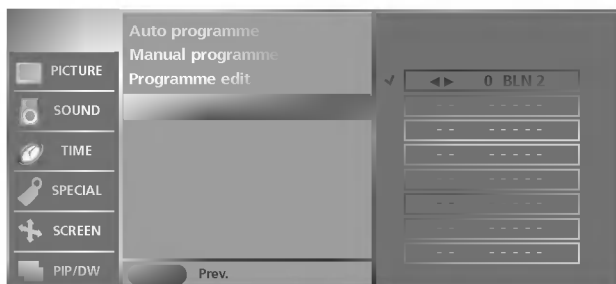 Auto programme
Manual programme
Programme edit
PICTURE
SOUND
TIME
SPECIAL
SCREEN
PIP/DW
Prev.
0 BLN 2
- - - - - - -
- - - - - - -
- - - - - - -
- - - - - - -
- - - - - - -
- - - - - - -
- - - - - - -